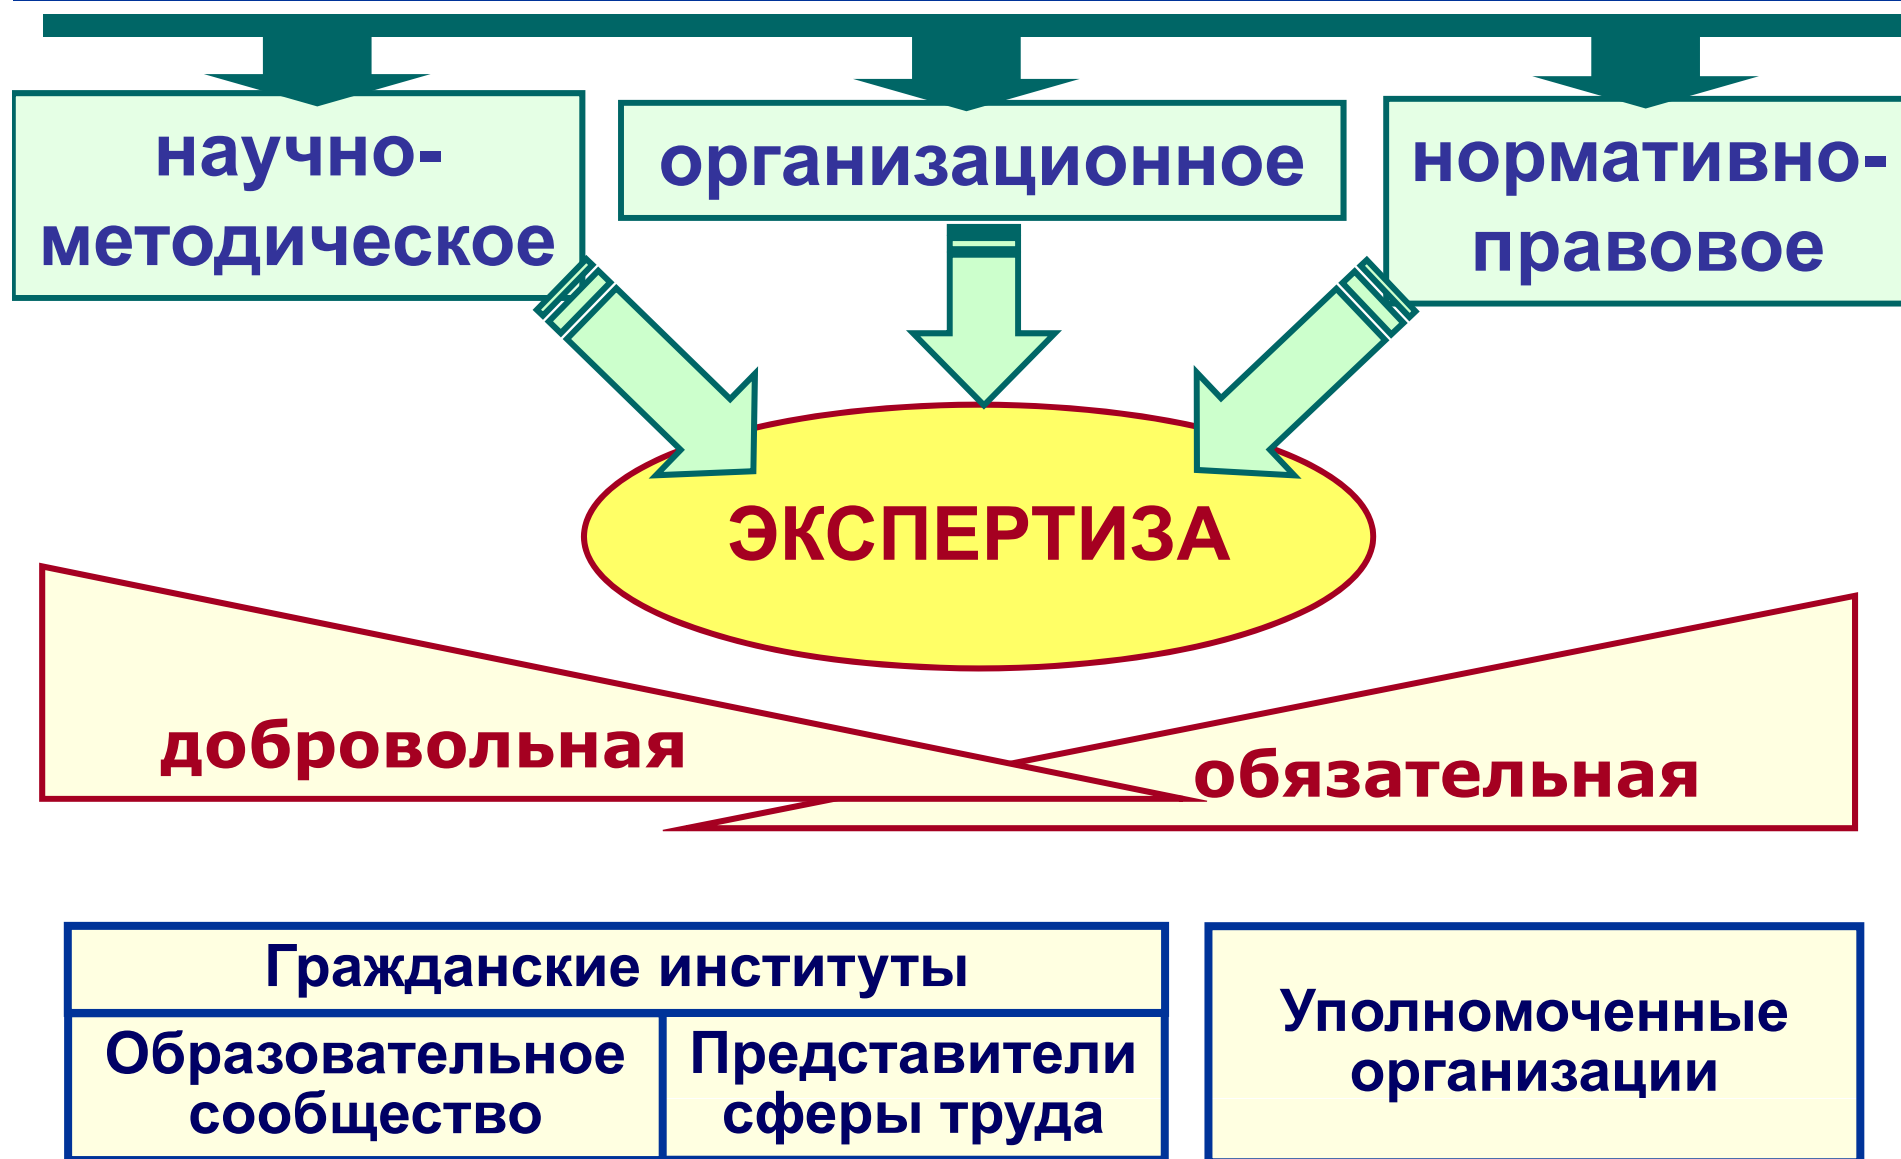 научно-
методическое
организационное
нормативно-
правовое
ЭКСПЕРТИЗА
добровольная
обязательная
Гражданские институты
Образовательное
сообщество
Представители
сферы труда
Уполномоченные
организации